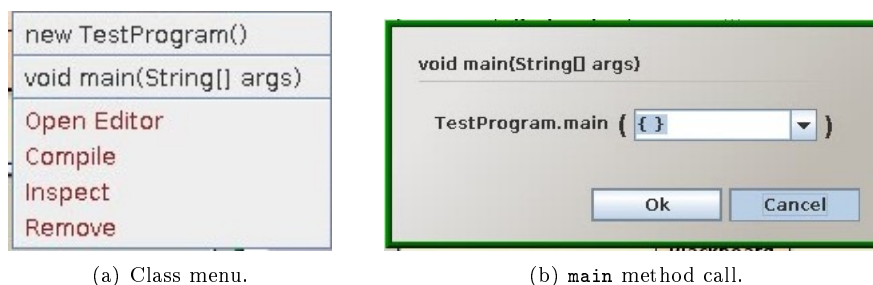 new TestProgram()
void main(String[] args)
Open Editor
Compile
Inspect
Remove
void main(String[] args)
TestProgram.main ( { } )
Ok
Cancel
(a) Class menu.
(b) main method call.